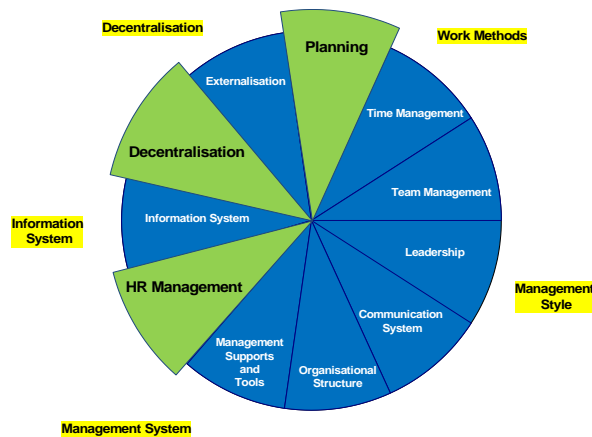 Decentralisation
Planning
Work Methods
Externalisation
Time Management
Decentralisation
Team Management
Information System
Information
System
Leadership
HR Management
Management
Style
Communication
System
Management
Supports
and
Tools
Organisational
Structure
Management System